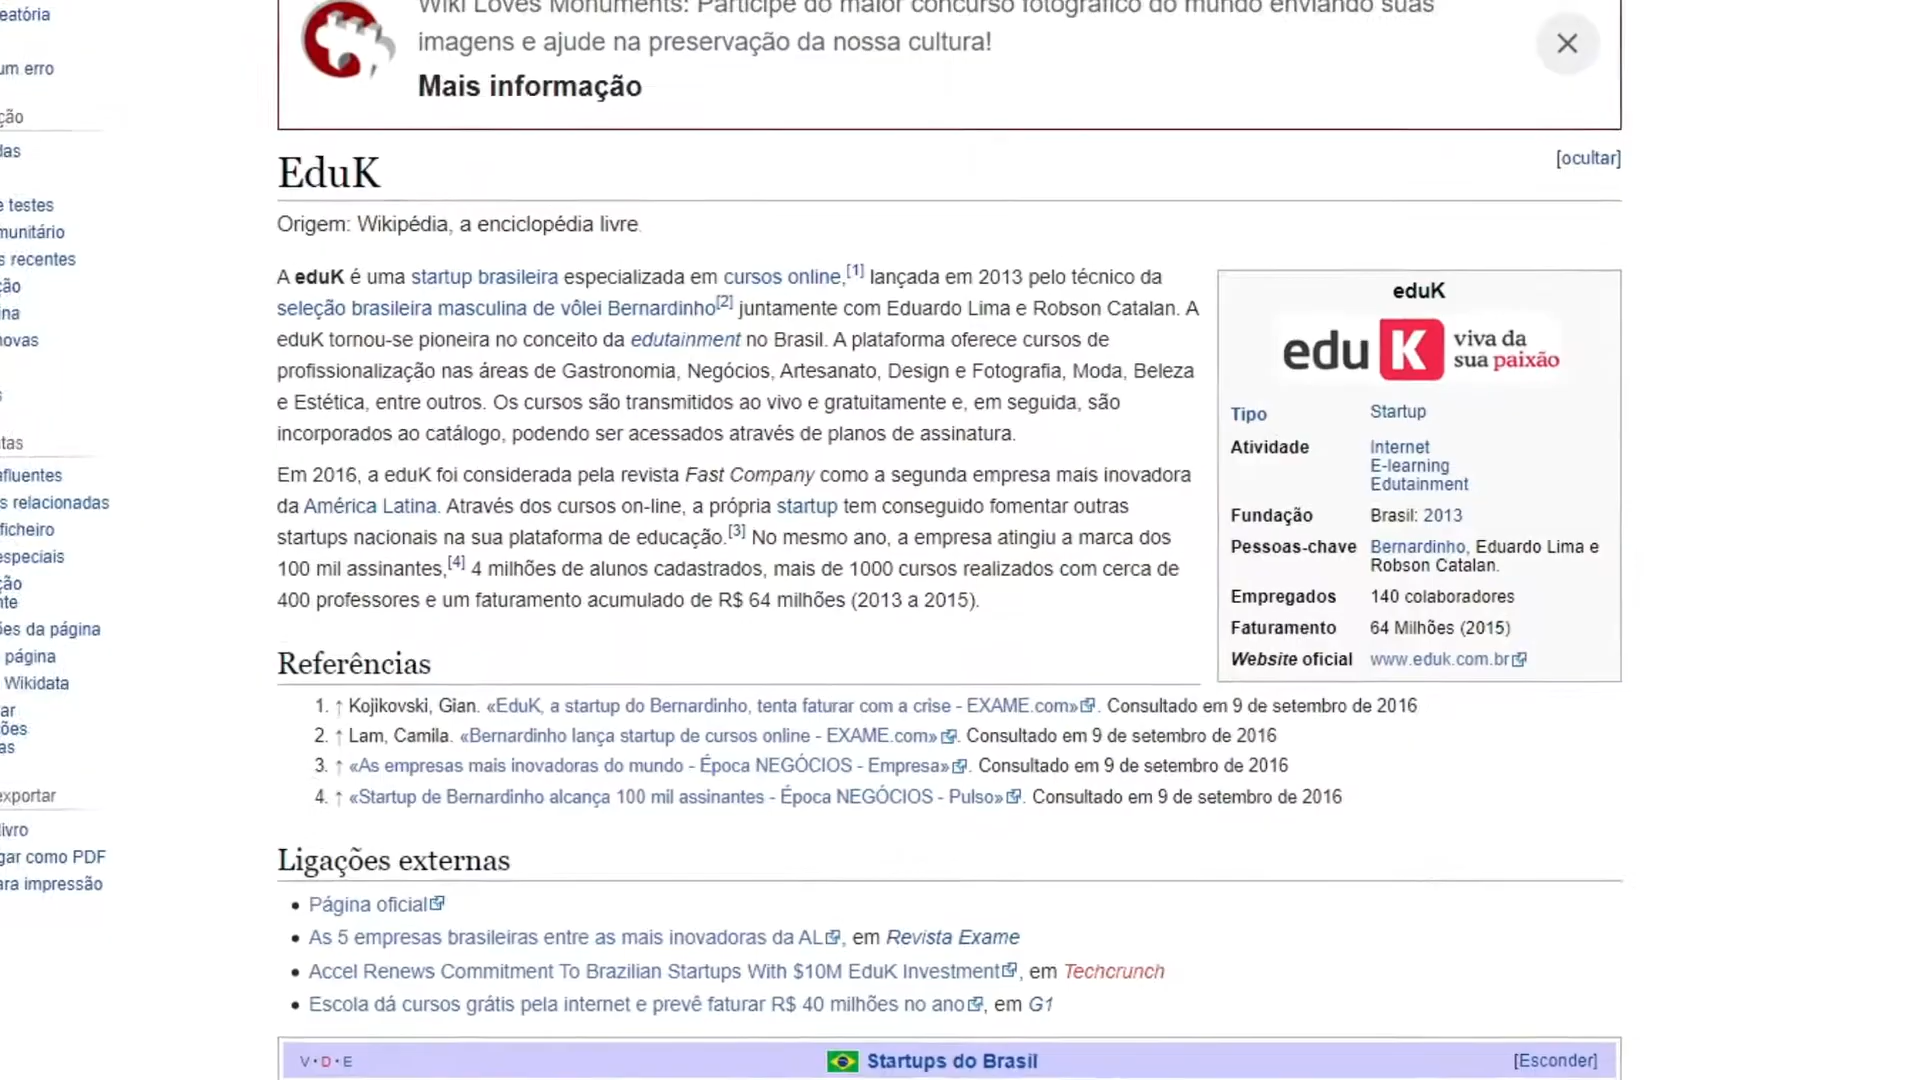 eatória
um erro
ção
das
e testes
munitário
s recentes
ção
ina
novas
s
tas
afluentes
s relacionadas
ficheiro
especiais
ção
nte
ões da página
página
Wikidata
ar
ões
as
exportar
livro
gar como PDF
ara impressão
Wiki Loves Monuments: Participe do maior concurso fotográfico do mundo enviando suas
imagens e ajude na preservação da nossa cultura!
Mais informação
[ocultar]
EduK
Origem: Wikipédia, a enciclopédia livre.
A eduK é uma startup brasileira especializada em cursos online,[1] lançada em 2013 pelo técnico da
seleção brasileira masculina de vôlei Bernardinho[2] juntamente com Eduardo Lima e Robson Catalan. A
eduK tornou-se pioneira no conceito da edutainment no Brasil. A plataforma oferece cursos de
profissionalização nas áreas de Gastronomia, Negócios, Artesanato, Design e Fotografia, Moda, Beleza
e Estética, entre outros. Os cursos são transmitidos ao vivo e gratuitamente e, em seguida, são
incorporados ao catálogo, podendo ser acessados através de planos de assinatura.
Em 2016, a eduK foi considerada pela revista Fast Company como a segunda empresa mais inovadora
da América Latina. Através dos cursos on-line, a própria startup tem conseguido fomentar outras
startups nacionais na sua plataforma de educação.[3] No mesmo ano, a empresa atingiu a marca dos
100 mil assinantes,[4] 4 milhões de alunos cadastrados, mais de 1000 cursos realizados com cerca de
400 professores e um faturamento acumulado de R$ 64 milhões (2013 a 2015).
eduK
edu K viva da
sua paixão
Tipo Startup
Atividade Internet
E-learning
Edutainment
Fundação Brasil: 2013
Pessoas-chave Bernardinho, Eduardo Lima e
Robson Catalan.
Empregados 140 colaboradores
Faturamento 64 Milhões (2015)
Website oficial www.eduk.com.br
Referências
1. ↑ Kojikovski, Gian. «EduK, a startup do Bernardinho, tenta faturar com a crise - EXAME.com». Consultado em 9 de setembro de 2016
2. ↑ Lam, Camila. «Bernardinho lança startup de cursos online - EXAME.com». Consultado em 9 de setembro de 2016
3. ↑ «As empresas mais inovadoras do mundo - Época NEGÓCIOS - Empresa». Consultado em 9 de setembro de 2016
4. ↑ «Startup de Bernardinho alcança 100 mil assinantes - Época NEGÓCIOS - Pulso». Consultado em 9 de setembro de 2016
Ligações externas
• Página oficial
• As 5 empresas brasileiras entre as mais inovadoras da AL, em Revista Exame
• Accel Renews Commitment To Brazilian Startups With $10M EduK Investment, em Techcrunch
• Escola dá cursos grátis pela internet e prevê faturar R$ 40 milhões no ano, em G1
V • D • E Startups do Brasil [Esconder]